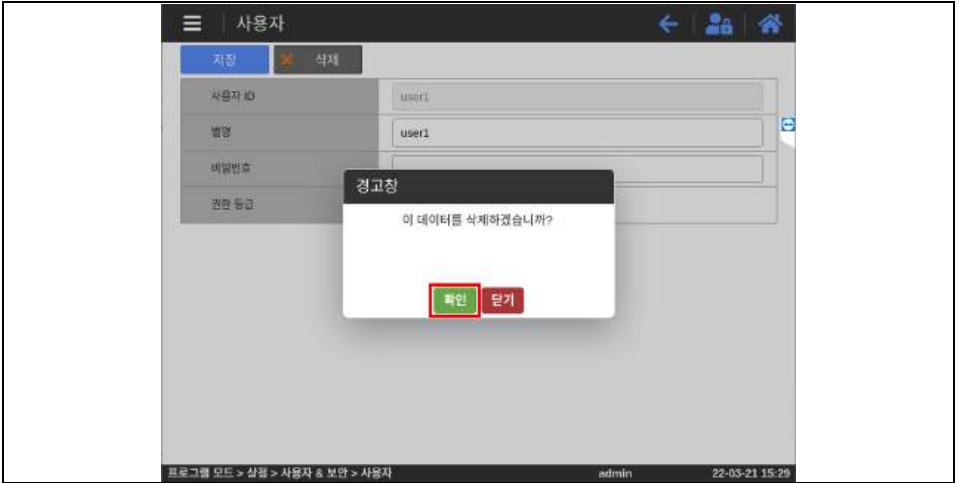 사용자
저장
삭제
사용자 ID
user1
별명
user1
비밀번호
권한 등급
경고창
이 데이터를 삭제하겠습니까?
확인
닫기
프로그램 모드 > 상점 > 사용자 & 보안 > 사용자
admin
22-03-21 15:29